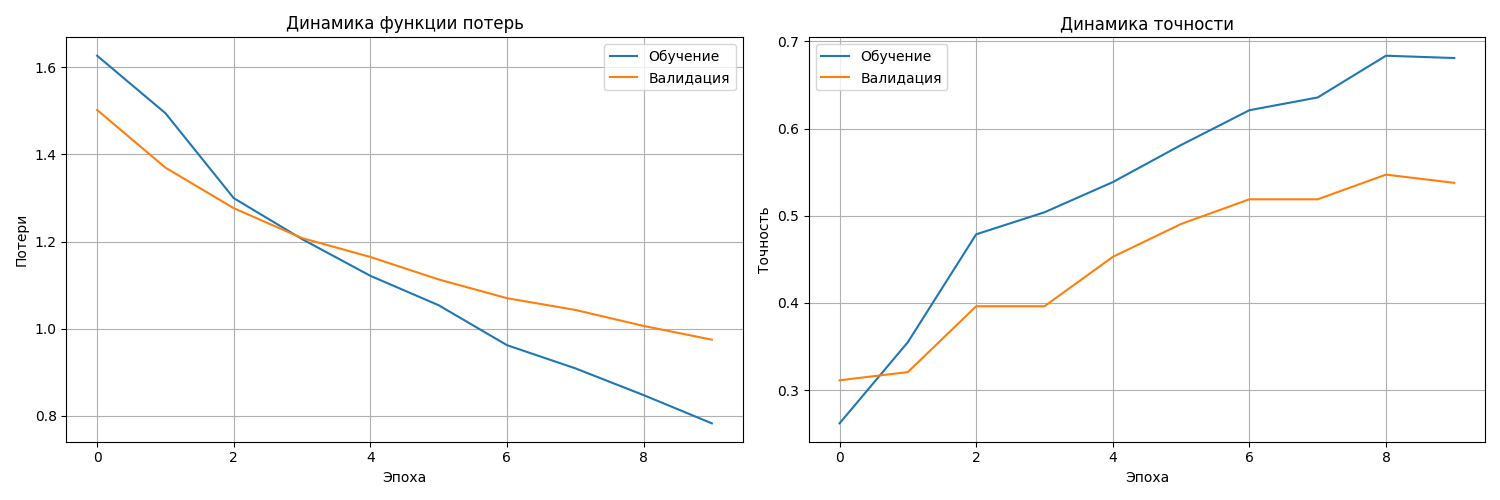 Динамика функции потерь
Потери
1.6
1.4
1.2
1.0
0.8
0
2
4
6
8
Эпоха
Обучение
Валидация
Динамика точности
Точность
0.7
0.6
0.5
0.4
0.3
0
2
4
6
8
Эпоха
Обучение
Валидация